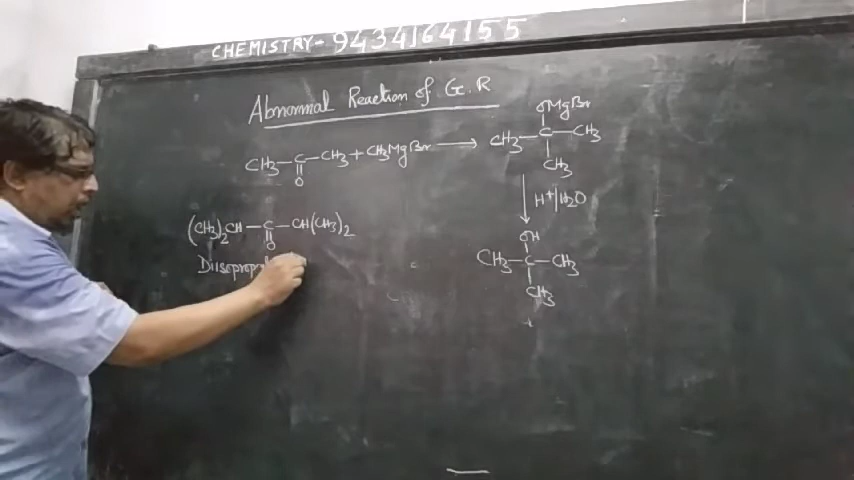 CHEMISTRY- 9434164155
Abnormal Reaction of G.R
OMgBr
CH3-C-CH3 + CH3MgBr → CH3-C-CH3
O
CH3
H+/H2O
(CH3)2CH-C-CH(CH3)2
O
OH
CH3-C-CH3
Diisoprop
CH3
+